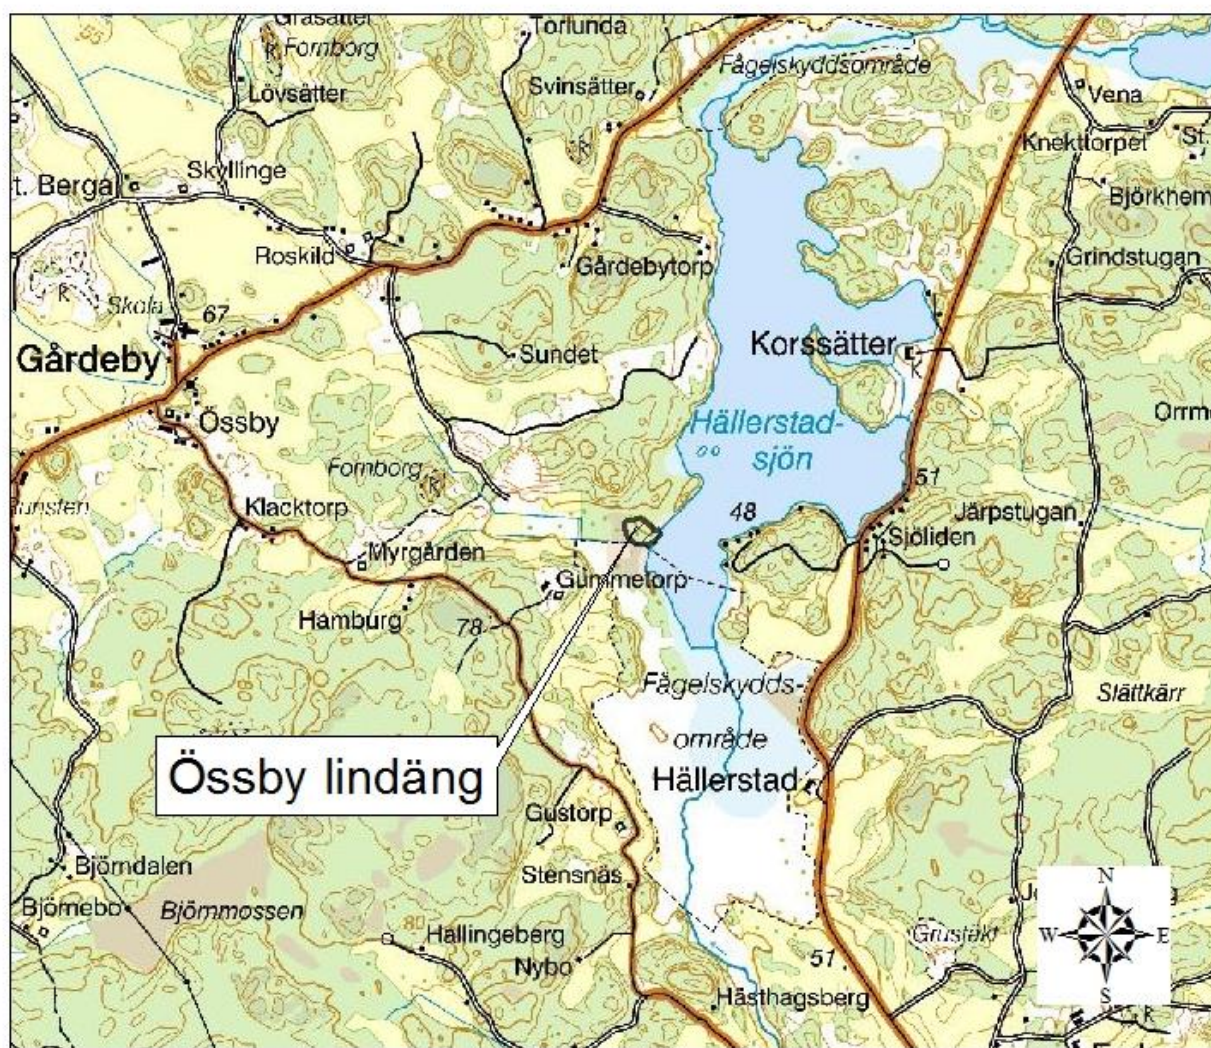 Torlunda
Fornborg
Svinsätter
Fågelskyddsområde
Lövsätter
Vena
Knekttorpet
St.
Skyllinge
t. Berga
Björkhem
Roskild
Gårdebytorp
Grindstugan
Skola
67
Korssätter
R
Gårdeby
Sundet
Hällerstad-
sjön
Össby
Fornborg
R
51
Klacktorp
48
Järpstugan
Sjöliden
Myrgården
Gummetorp
Hamburg
78
Fågelskydds-
område
Slättkärr
Össby lindäng
Hällerstad
Gustorp
Björndalen
Stensnäs
Björnebo
Björnmossen
80
Hallingeberg
Nybo
51
Hästhagsberg
N
W
E
S
R